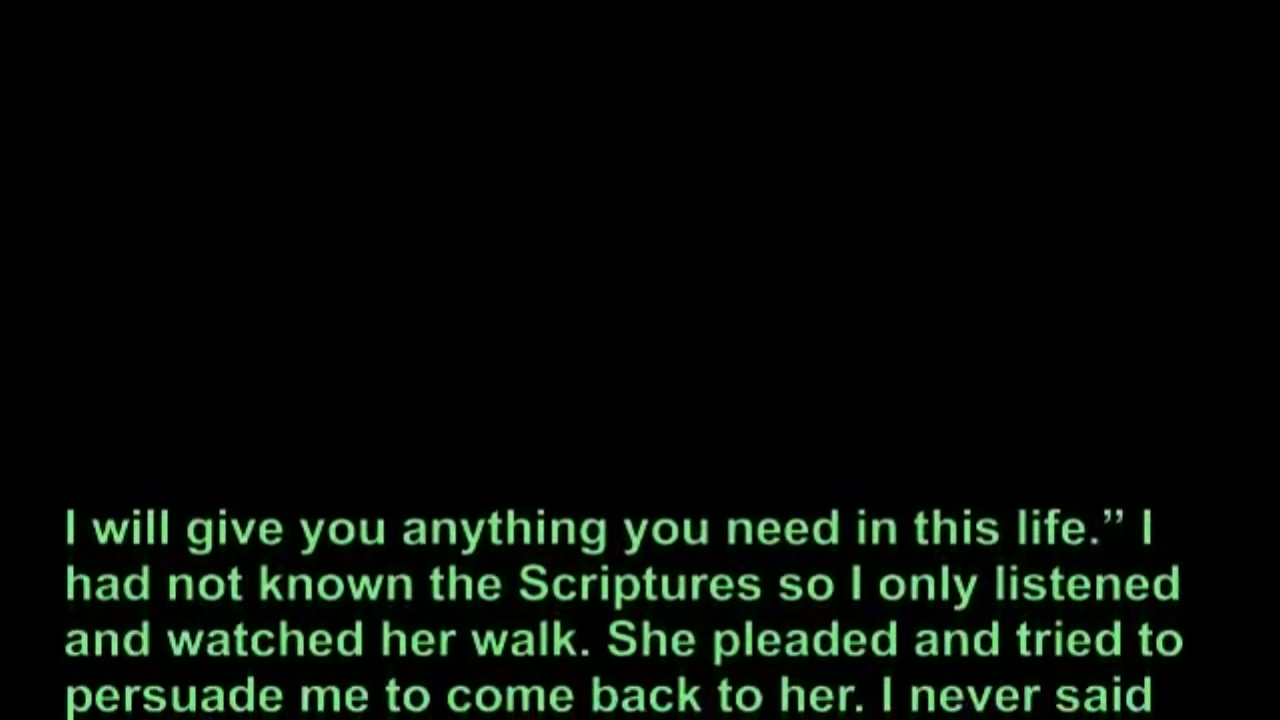 I will give you anything you need in this life.” I
had not known the Scriptures so I only listened
and watched her walk. She pleaded and tried to
persuade me to come back to her. I never said